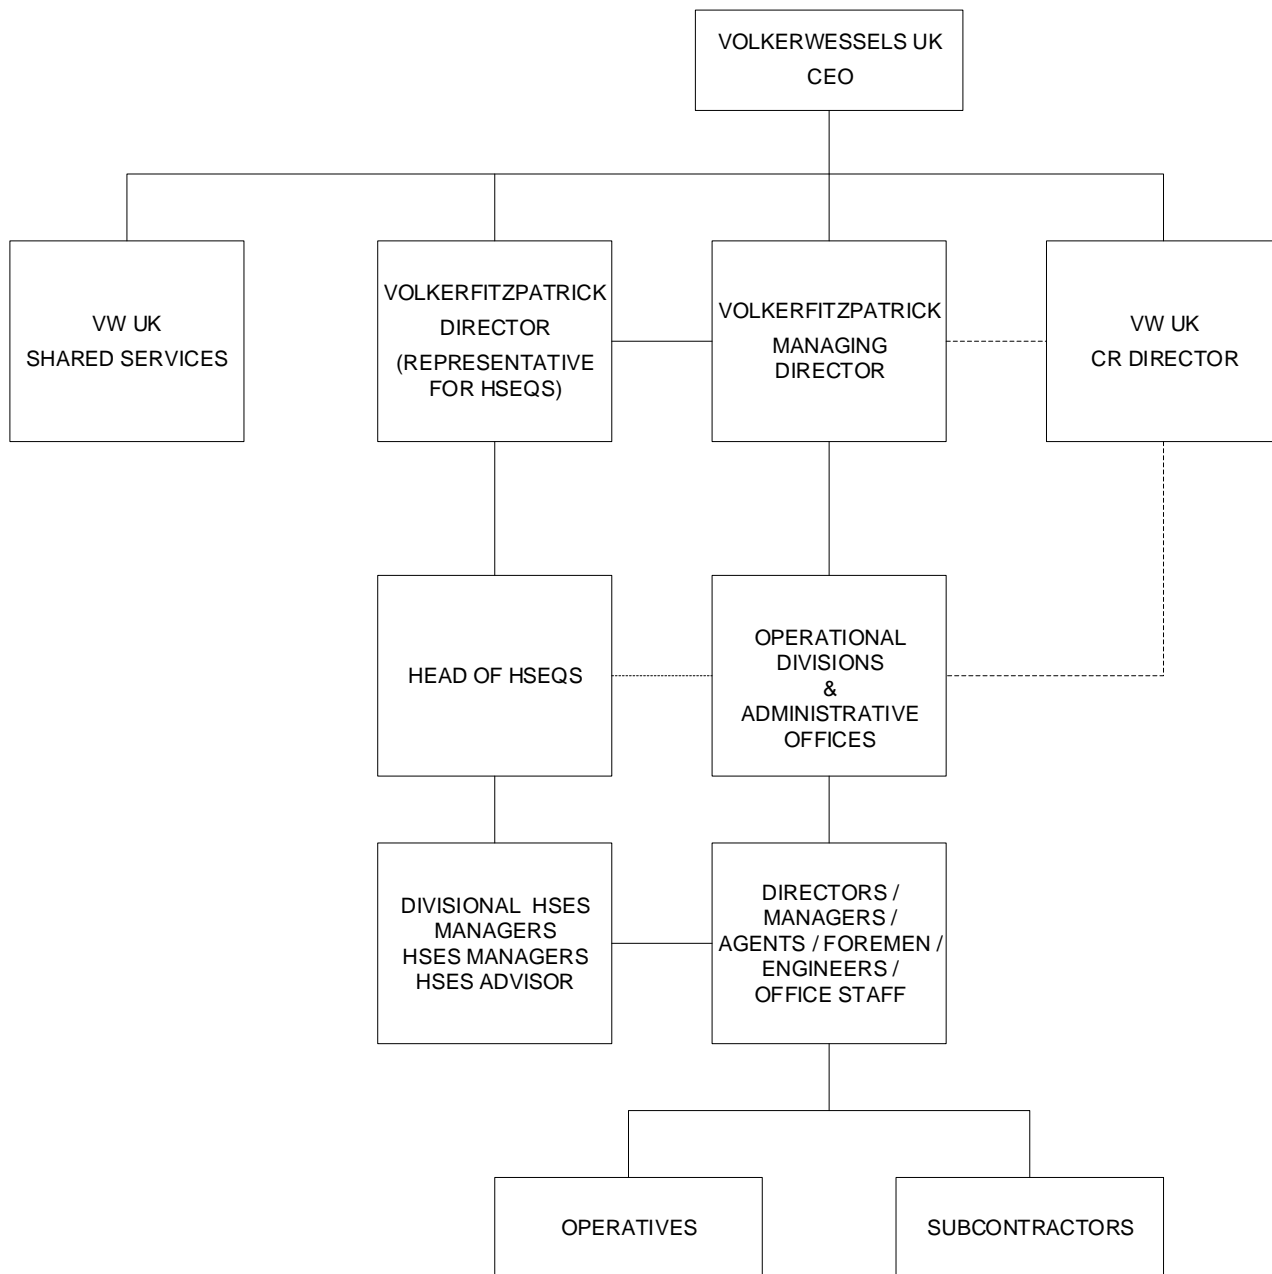 VOLKERWESSELS UK
CEO
VW UK
SHARED SERVICES
VOLKERFITZPATRICK
DIRECTOR
(REPRESENTATIVE
FOR HSEQS)
VOLKERFITZPATRICK
MANAGING
DIRECTOR
VW UK
CR DIRECTOR
HEAD OF HSEQS
OPERATIONAL
DIVISIONS
&
ADMINISTRATIVE
OFFICES
DIVISIONAL HSES
MANAGERS
HSES MANAGERS
HSES ADVISOR
DIRECTORS /
MANAGERS /
AGENTS / FOREMEN /
ENGINEERS /
OFFICE STAFF
OPERATIVES
SUBCONTRACTORS